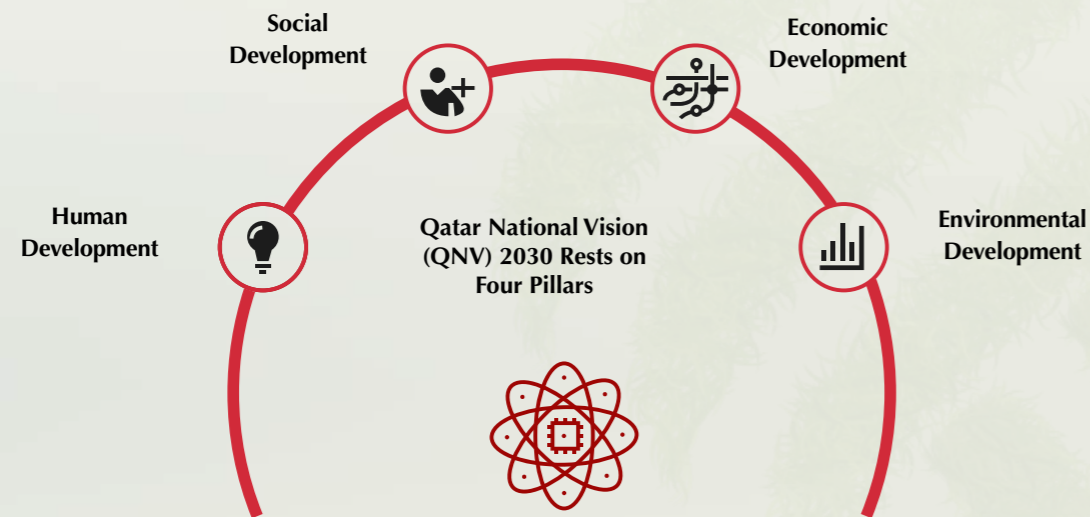 Social
Development
Economic
Development
Human
Development
Qatar National Vision
(QNV) 2030 Rests on
Four Pillars
Environmental
Development